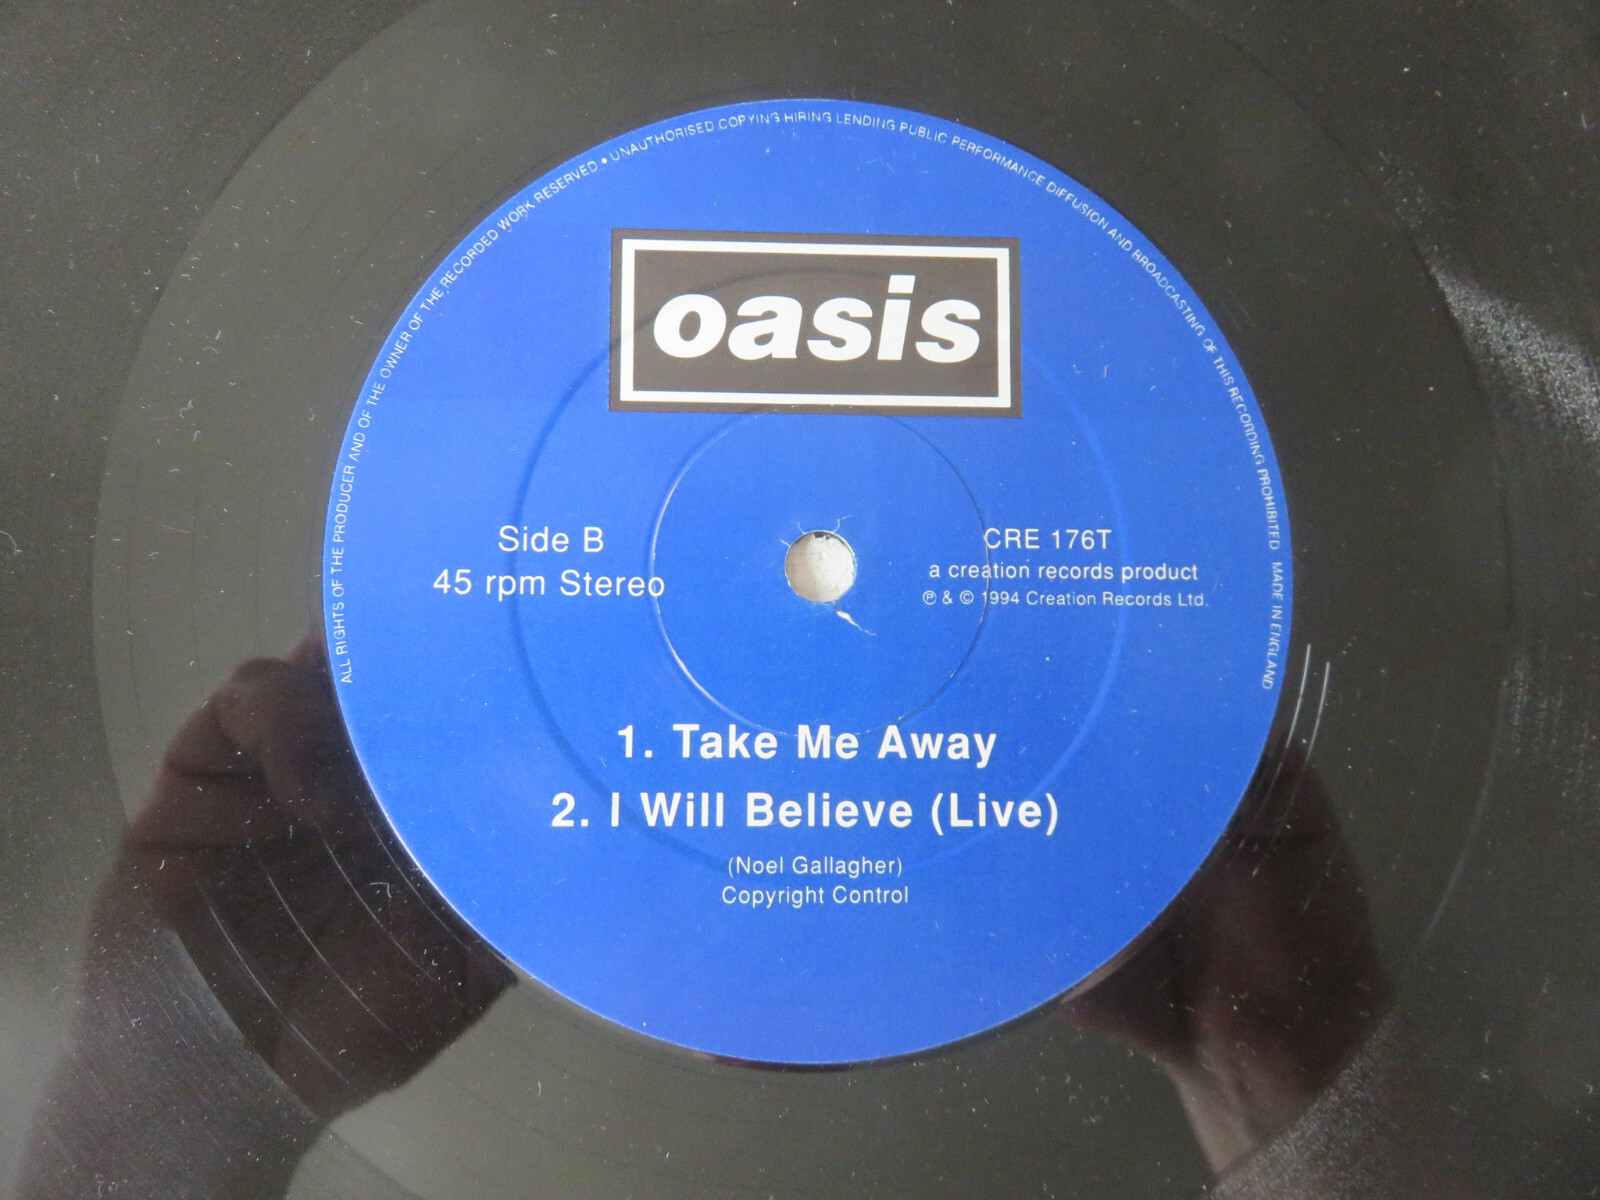 ALL RIGHTS OF THE PRODUCER AND OF THE OWNER OF THE RECORDED WORK RESERVED • UNAUTHORISED COPYING HIRING LENDING PUBLIC PERFORMANCE DIFFUSION AND BROADCASTING OF THIS RECORDING PROHIBITED MADE IN ENGLAND
oasis
Side B
45 rpm Stereo
CRE 176T
a creation records product
℗ & © 1994 Creation Records Ltd.
1. Take Me Away
2. I Will Believe (Live)
(Noel Gallagher)
Copyright Control